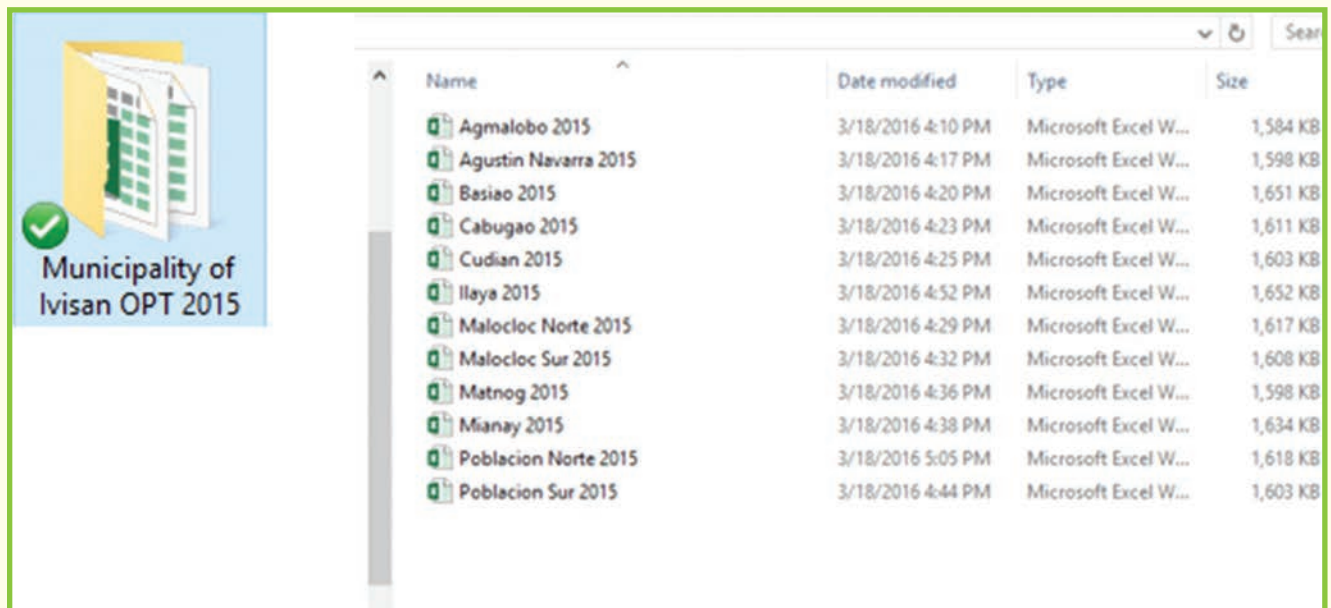 Municipality of
Ivisan OPT 2015
Sear
Name Date modified Type Size
Agmalobo 2015 3/18/2016 4:10 PM Microsoft Excel W... 1,584 KB
Agustin Navarra 2015 3/18/2016 4:17 PM Microsoft Excel W... 1,598 KB
Basiao 2015 3/18/2016 4:20 PM Microsoft Excel W... 1,651 KB
Cabugao 2015 3/18/2016 4:23 PM Microsoft Excel W... 1,611 KB
Cudian 2015 3/18/2016 4:25 PM Microsoft Excel W... 1,603 KB
Ilaya 2015 3/18/2016 4:52 PM Microsoft Excel W... 1,652 KB
Malocloc Norte 2015 3/18/2016 4:29 PM Microsoft Excel W... 1,617 KB
Malocloc Sur 2015 3/18/2016 4:32 PM Microsoft Excel W... 1,608 KB
Matnog 2015 3/18/2016 4:36 PM Microsoft Excel W... 1,598 KB
Mianay 2015 3/18/2016 4:38 PM Microsoft Excel W... 1,634 KB
Poblacion Norte 2015 3/18/2016 5:05 PM Microsoft Excel W... 1,618 KB
Poblacion Sur 2015 3/18/2016 4:44 PM Microsoft Excel W... 1,603 KB